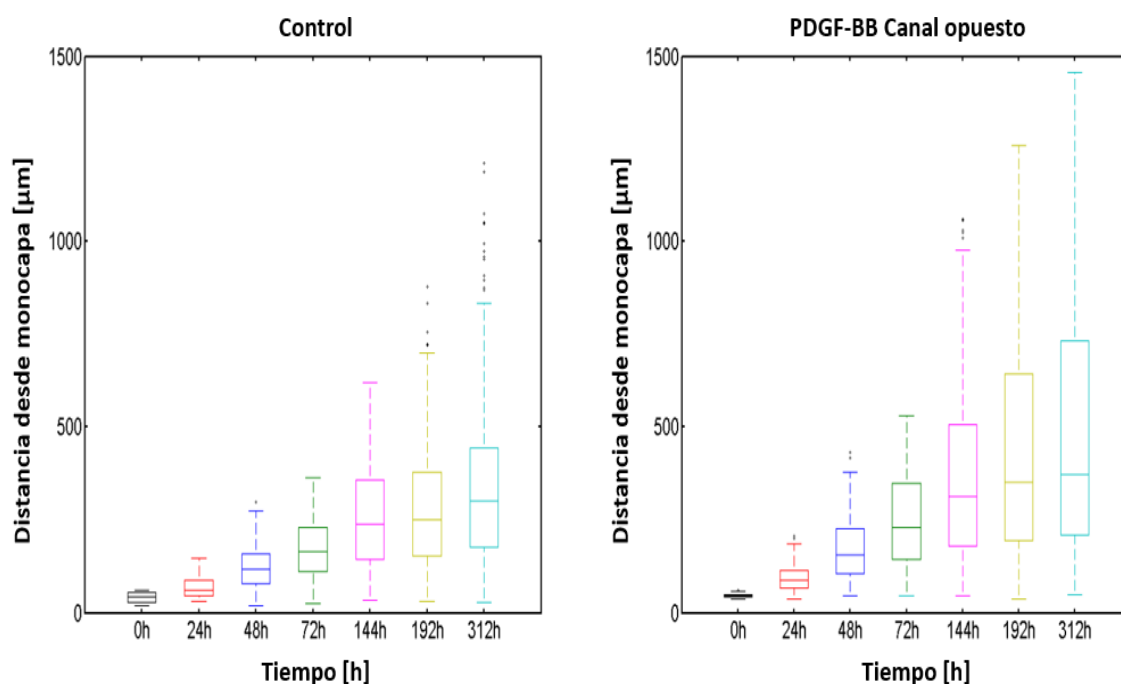 Control
1500
1000
500
0
Distancia desde monocapa [µm]
0h 24h 48h 72h 144h 192h 312h
Tiempo [h]
PDGF-BB Canal opuesto
1500
1000
500
0
Distancia desde monocapa [µm]
0h 24h 48h 72h 144h 192h 312h
Tiempo [h]